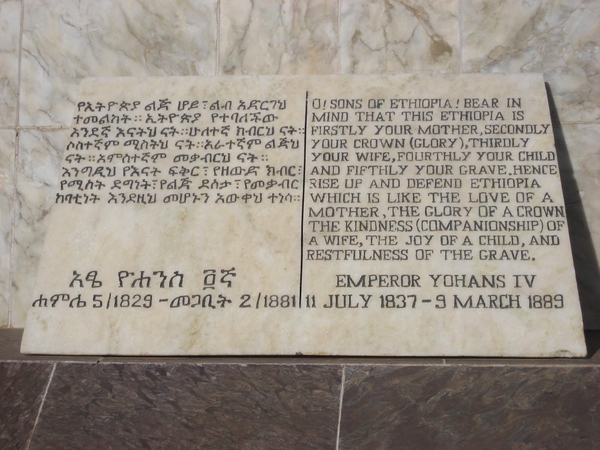 የኢትዮጵያ ልጅ ሆይ፣ልብ አድርገህ
ተመልከት። ኢትዮጵያ የተባለችው
አንደኛ እናትህ ናት።ሁለተኛ ክብርህ ናት።
ሶስተኛም ሚስትህ ናት።አራተኛም ልጅህ
ናት።አምስተኛም መቃብርህ ናት።
እንግዲህ የእናት ፍቅር፣የዘውድ ክብር፣
የሚስት ደግነት፣የልጅ ደስታ፣የመቃብር
ከባቲነት እንደዚህ መሆኑን አውቀህ ተነሳ።
አፄ ዮሐንስ ፬ኛ
ሐምሌ 5/1829 -መጋቢት 2/1881
O! SONS OF ETHIOPIA! BEAR IN
MIND THAT THIS ETHIOPIA IS
FIRSTLY YOUR MOTHER, SECONDLY
YOUR CROWN (GLORY), THIRDLY
YOUR WIFE, FOURTHLY YOUR CHILD
AND FIFTHLY YOUR GRAVE. HENCE
RISE UP AND DEFEND ETHIOPIA
WHICH IS LIKE THE LOVE OF A
MOTHER, THE GLORY OF A CROWN
THE KINDNESS (COMPANIONSHIP) OF
A WIFE, THE JOY OF A CHILD, AND
RESTFULNESS OF THE GRAVE.
EMPEROR YOHANS IV
11 JULY 1837 - 9 MARCH 1889